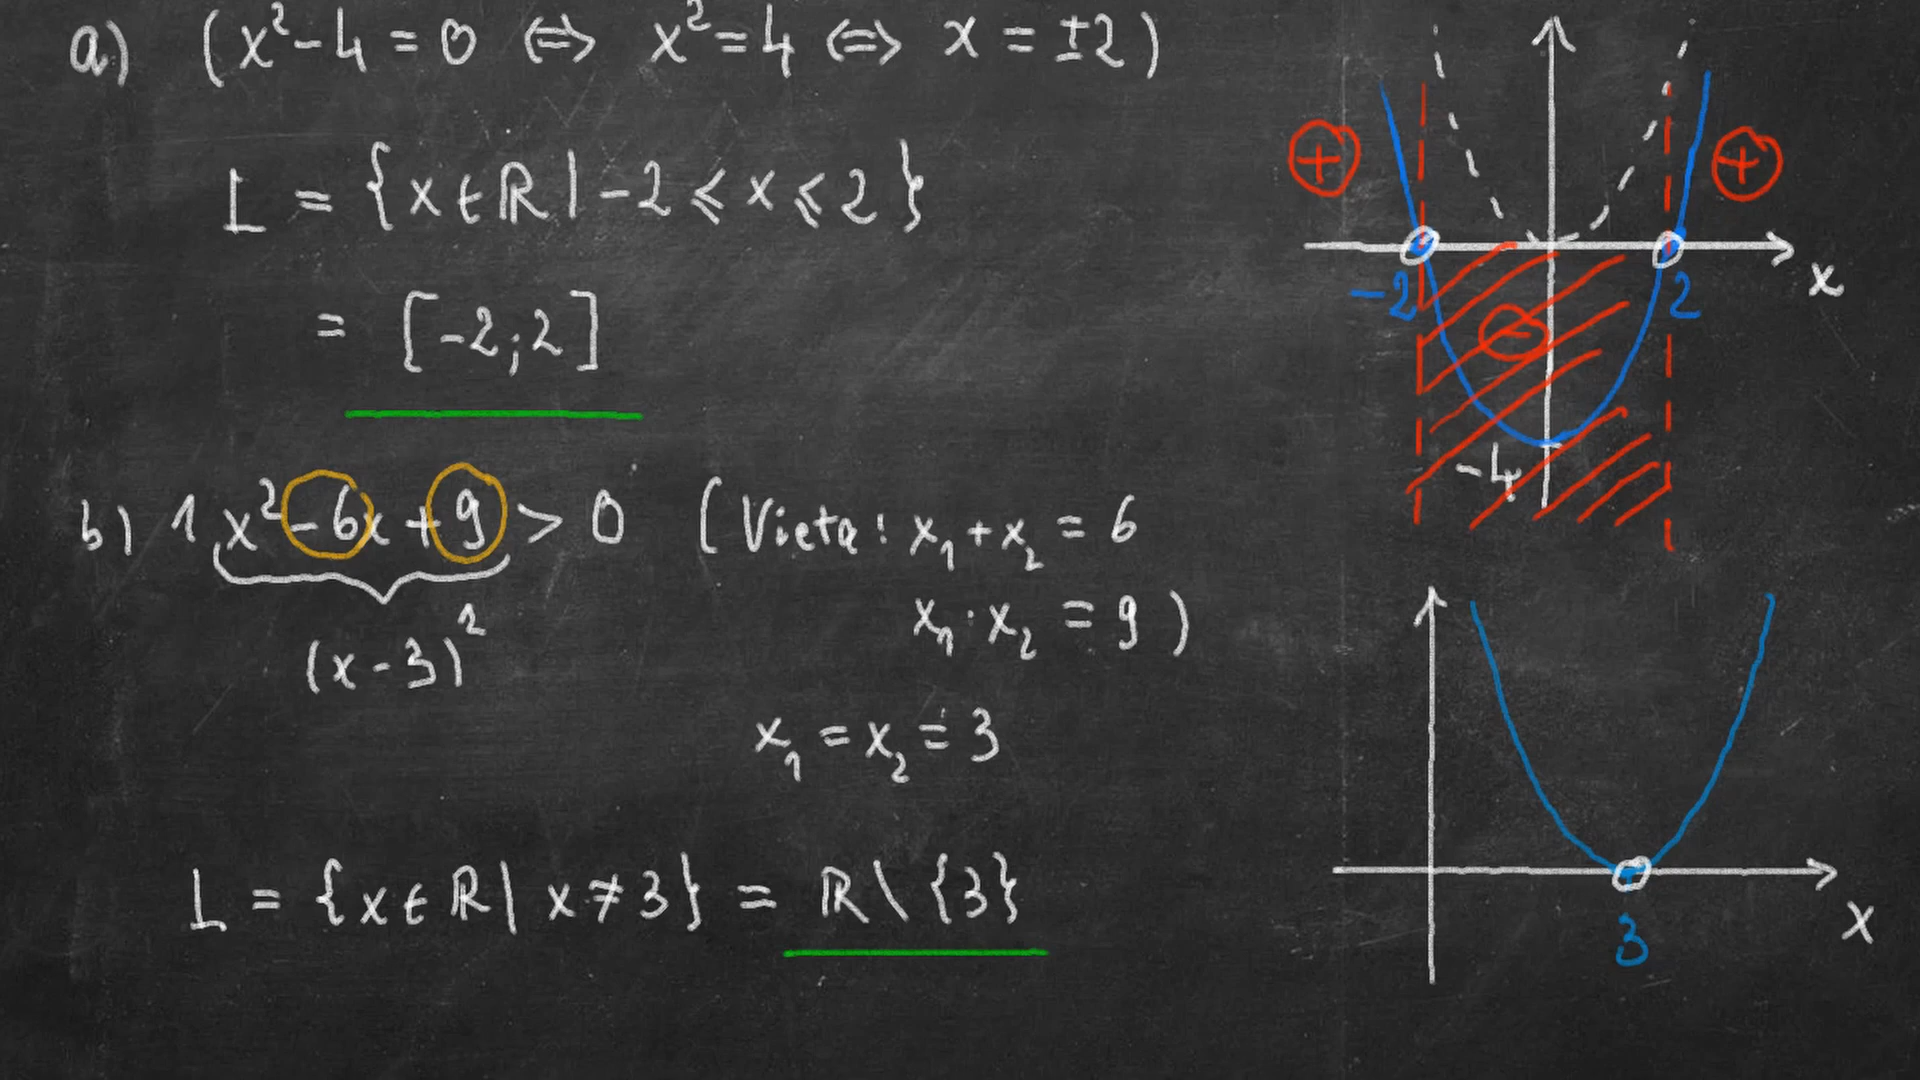 a) (x²-4=0 ⇔ x²=4 ⇔ x=±2)
L = {x∈ℝ | -2 ⩽ x ⩽ 2}
= [-2;2]
b) 1x²-6x+9 > 0 (Vieta: x₁+x₂ = 6
(x-3)² x₁·x₂ = 9)
x₁ = x₂ = 3
L = {x∈ℝ | x≠3} = ℝ\{3}
+ +
-2 2 x
-
-4
3 x